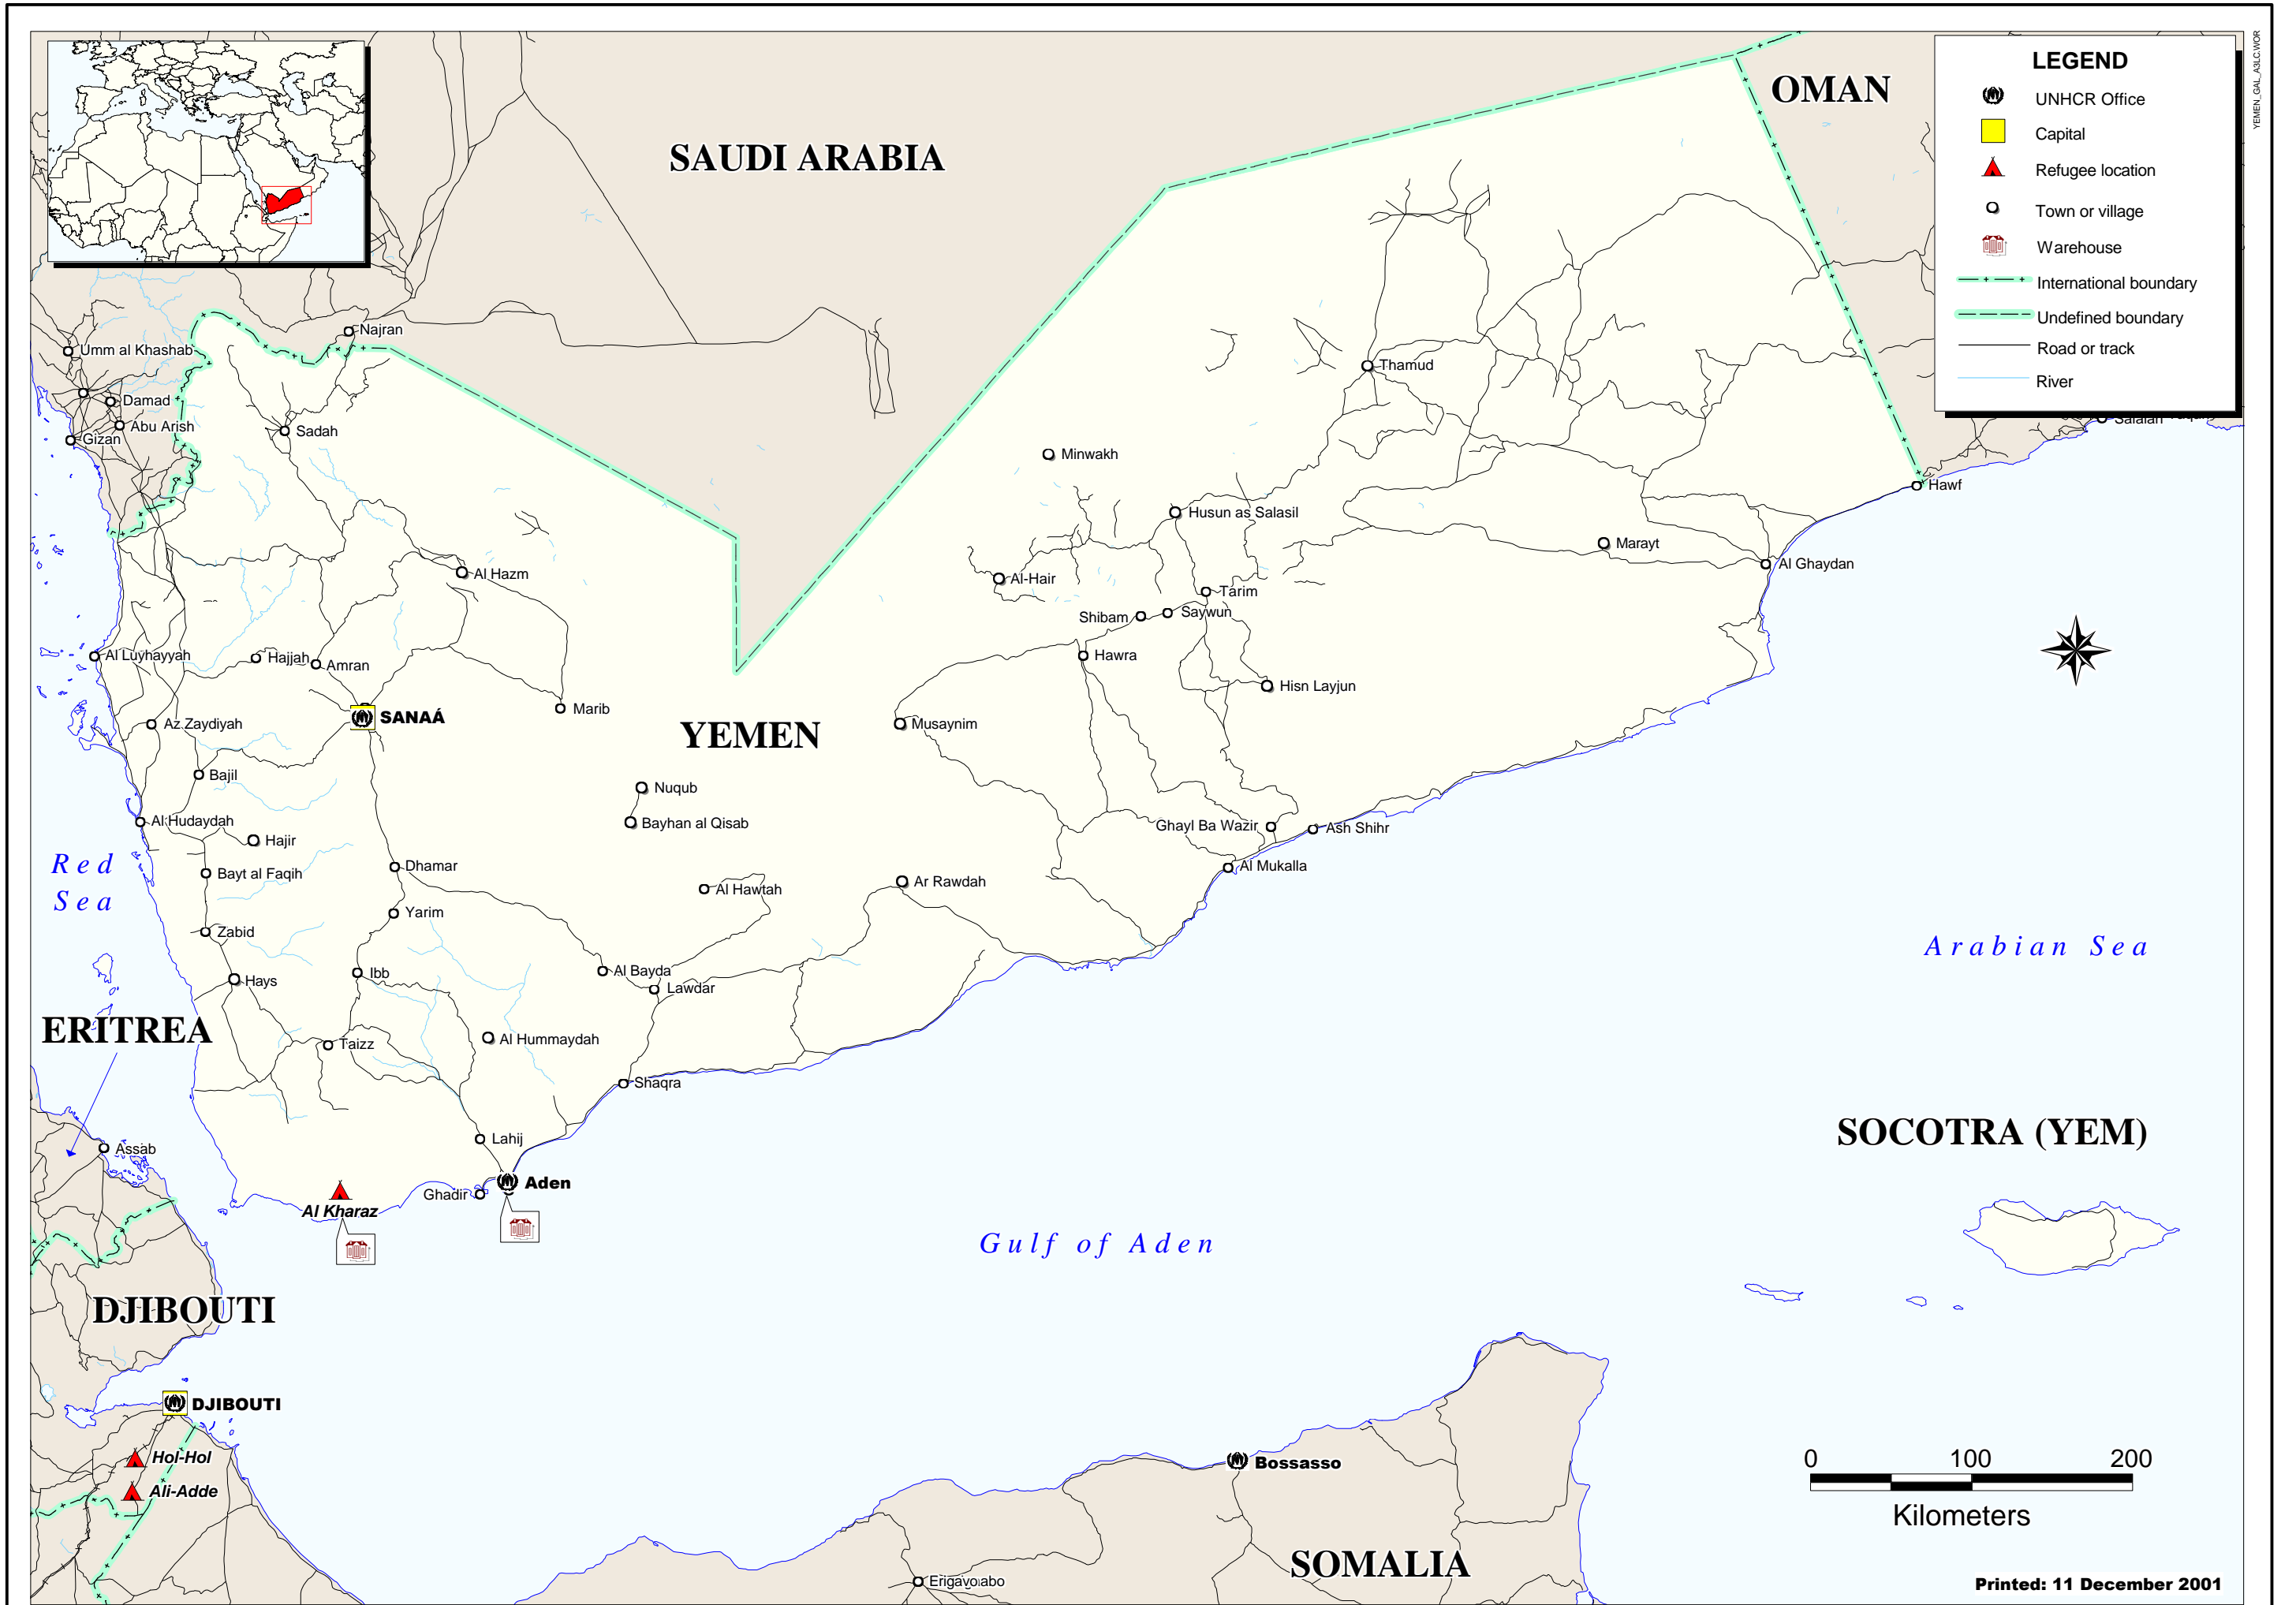 YEMEN_GAL_A3LC.WOR
LEGEND
UNHCR Office
Capital
Refugee location
Town or village
Warehouse
International boundary
Undefined boundary
Road or track
River
OMAN
SAUDI ARABIA
Najran
Umm al Khashab
Damad
Abu Arish
Gizan
Sadah
Thamud
Salalah
Minwakh
Hawf
Husun as Salasil
Marayt
Al Ghaydan
Al Hazm
Al-Hair
Tarim
Shibam
Saywun
Al Luyhayyah
Hajjah
Amran
Hawra
Hisn Layjun
Marib
SANAÁ
Az Zaydiyah
YEMEN
Musaynim
Bajil
Nuqub
Al Hudaydah
Bayhan al Qisab
Ghayl Ba Wazir
Ash Shihr
Hajir
Red
Sea
Bayt al Faqih
Dhamar
Al Mukalla
Al Hawtah
Ar Rawdah
Yarim
Zabid
Arabian Sea
Hays
Ibb
Al Bayda
Lawdar
ERITREA
Taizz
Al Hummaydah
Shaqra
Lahij
SOCOTRA (YEM)
Assab
Ghadir
Aden
Al Kharaz
Gulf of Aden
DJIBOUTI
DJIBOUTI
Hol-Hol
Ali-Adde
Bossasso
0 100 200
Kilometers
SOMALIA
Erigavo
Printed: 11 December 2001